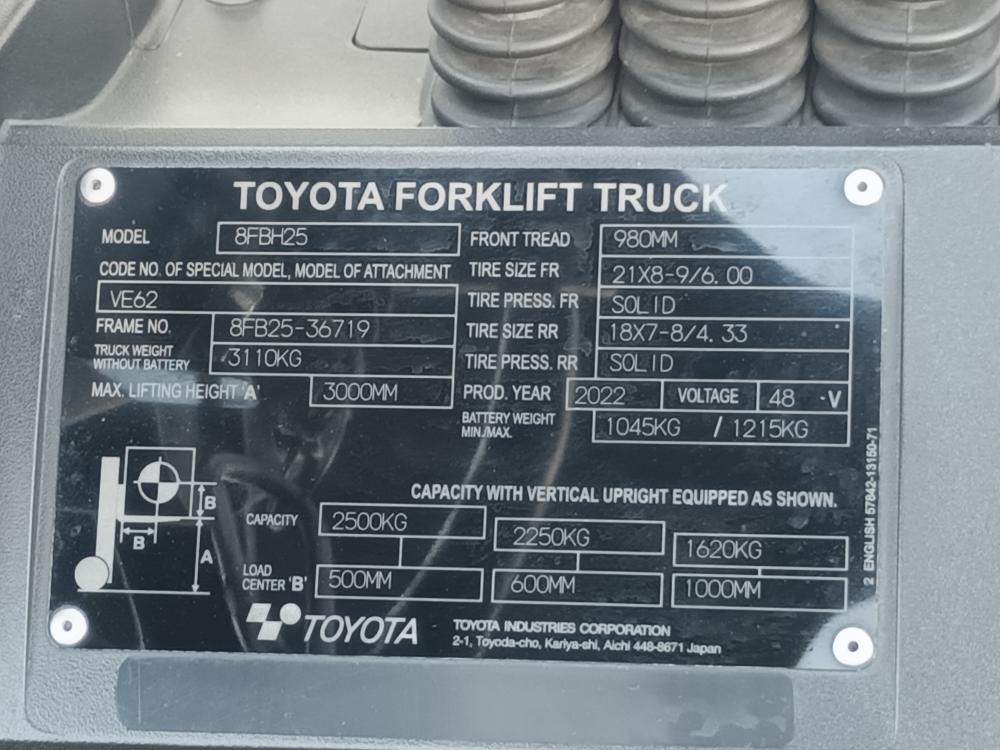 TOYOTA FORKLIFT TRUCK
MODEL 8FBH25 FRONT TREAD 980MM
CODE NO. OF SPECIAL MODEL, MODEL OF ATTACHMENT TIRE SIZE FR 21X8-9/6.00
VE62 TIRE PRESS. FR SOLID
FRAME NO. 8FB25-36719 TIRE SIZE RR 18X7-8/4.33
TRUCK WEIGHT
WITHOUT BATTERY 3110KG TIRE PRESS. RR SOLID
MAX. LIFTING HEIGHT 'A' 3000MM PROD. YEAR 2022 VOLTAGE 48 -V
BATTERY WEIGHT
MIN./MAX. 1045KG / 1215KG
CAPACITY WITH VERTICAL UPRIGHT EQUIPPED AS SHOWN.
B
B
A
CAPACITY 2500KG 2250KG 1620KG
LOAD
CENTER 'B' 500MM 600MM 1000MM
TOYOTA TOYOTA INDUSTRIES CORPORATION
2-1, Toyoda-cho, Kariya-shi, Aichi 448-8671 Japan
2 ENGLISH 57842-13150-71